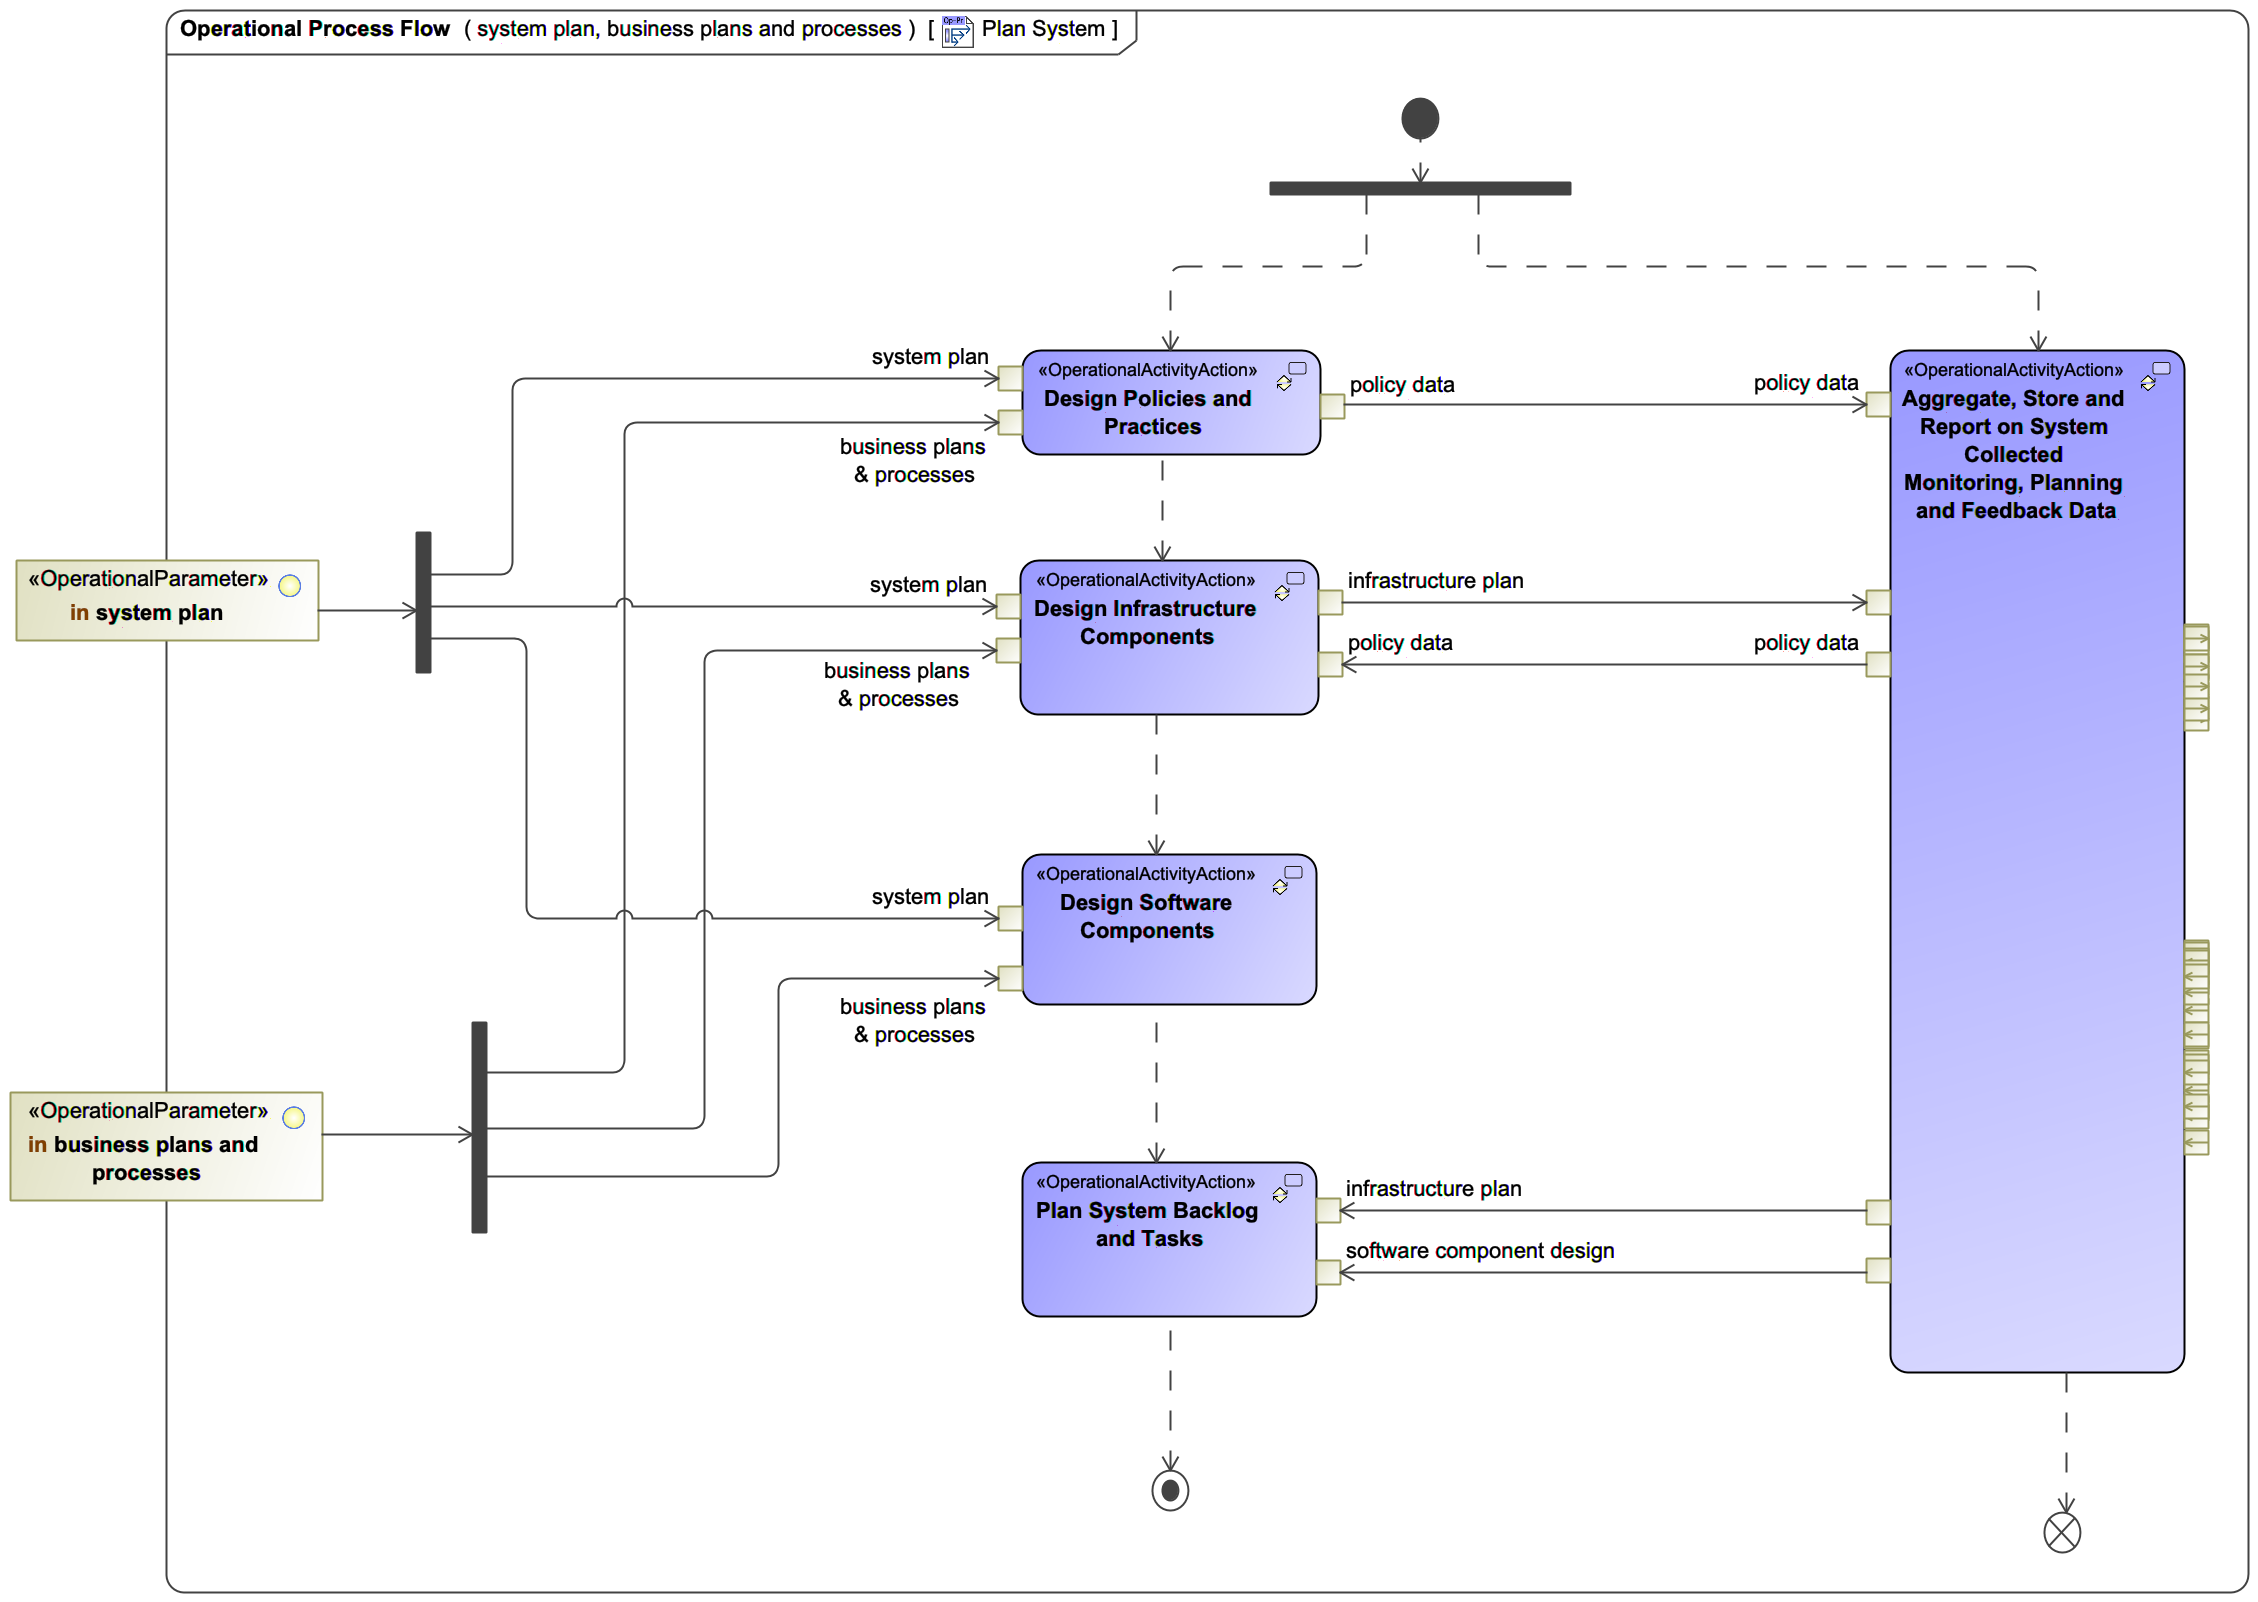 Operational Process Flow ( system plan, business plans and processes ) [ Op-Pr Plan System ]
system plan
«OperationalActivityAction»
Design Policies and
Practices
business plans
& processes
policy data
policy data
«OperationalActivityAction»
Aggregate, Store and
Report on System
Collected
Monitoring, Planning
and Feedback Data
«OperationalParameter»
in system plan
system plan
«OperationalActivityAction»
Design Infrastructure
Components
business plans
& processes
infrastructure plan
policy data
policy data
system plan
«OperationalActivityAction»
Design Software
Components
business plans
& processes
«OperationalParameter»
in business plans and
processes
«OperationalActivityAction»
Plan System Backlog
and Tasks
infrastructure plan
software component design